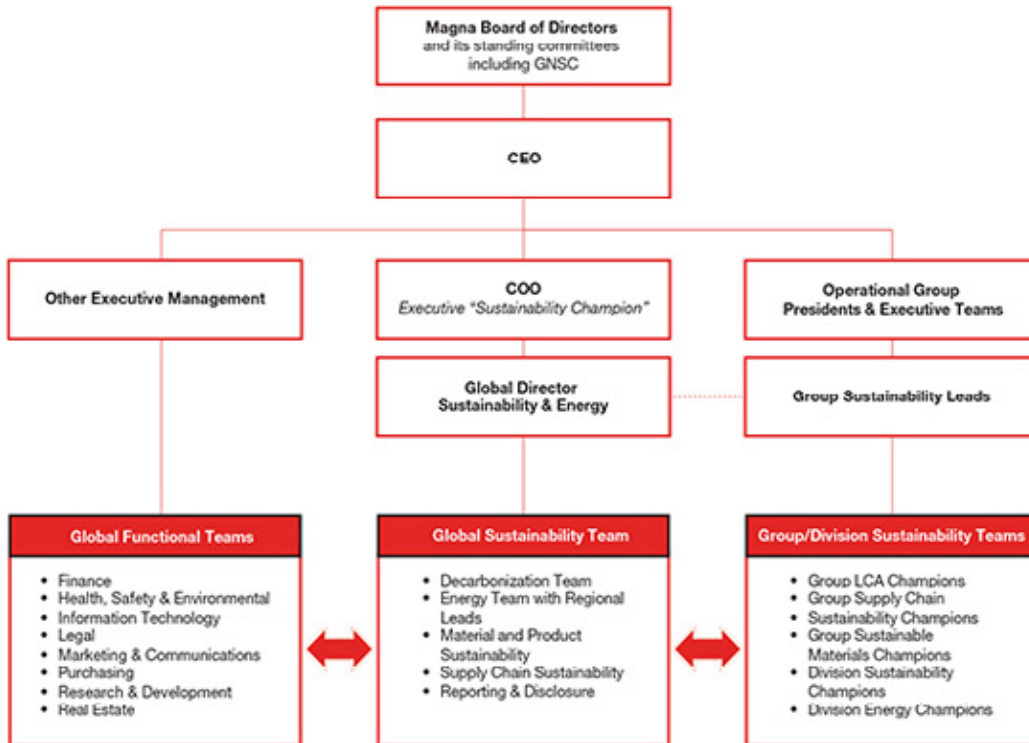 Magna Board of Directors
and its standing committees
including GNSC
CEO
Other Executive Management
COO
Executive "Sustainability Champion"
Operational Group
Presidents & Executive Teams
Global Director
Sustainability & Energy
Group Sustainability Leads
Global Functional Teams
• Finance
• Health, Safety & Environmental
• Information Technology
• Legal
• Marketing & Communications
• Purchasing
• Research & Development
• Real Estate
Global Sustainability Team
• Decarbonization Team
• Energy Team with Regional
Leads
• Material and Product
Sustainability
• Supply Chain Sustainability
• Reporting & Disclosure
Group/Division Sustainability Teams
• Group LCA Champions
• Group Supply Chain
• Sustainability Champions
• Group Sustainable
Materials Champions
• Division Sustainability
Champions
• Division Energy Champions